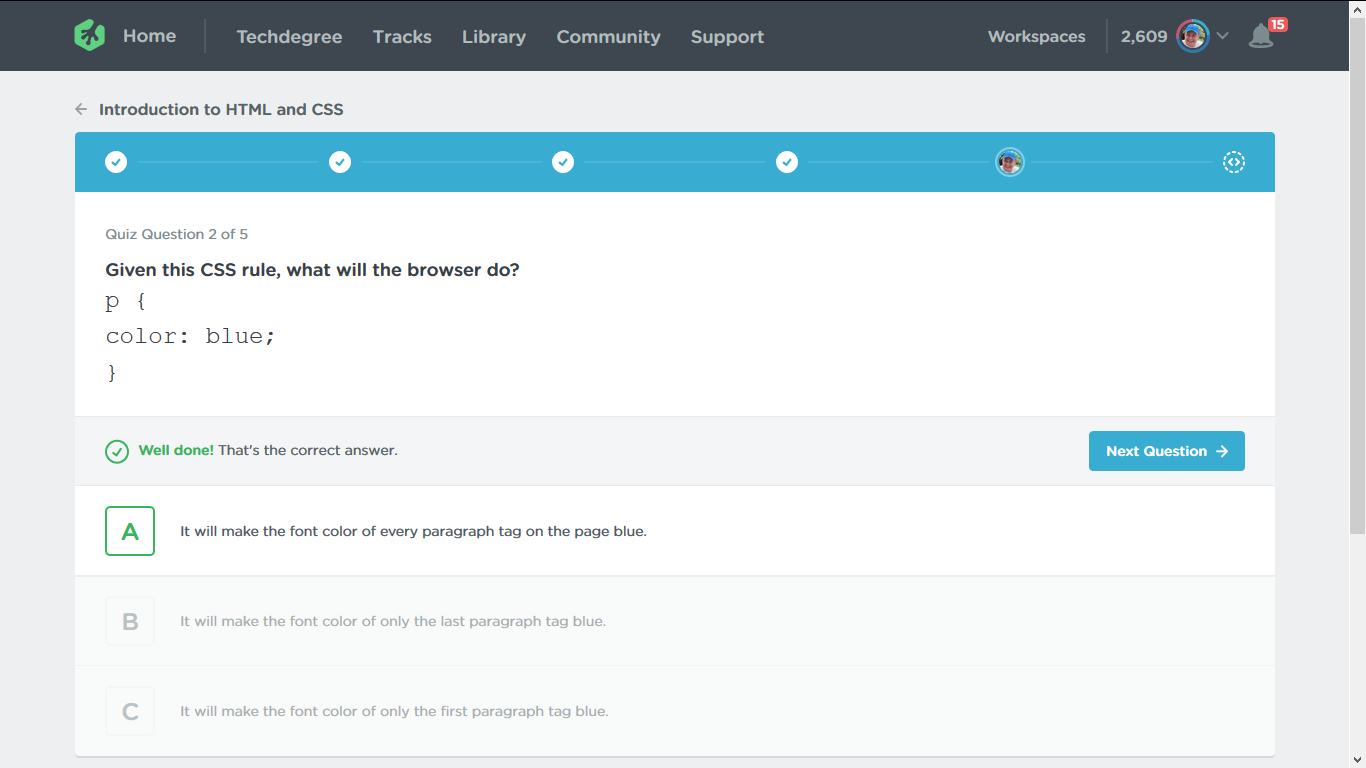 Home Techdegree Tracks Library Community Support Workspaces 2,609 15
← Introduction to HTML and CSS
Quiz Question 2 of 5
Given this CSS rule, what will the browser do?
p {
color: blue;
}
Well done! That's the correct answer.
Next Question →
A It will make the font color of every paragraph tag on the page blue.
B It will make the font color of only the last paragraph tag blue.
C It will make the font color of only the first paragraph tag blue.